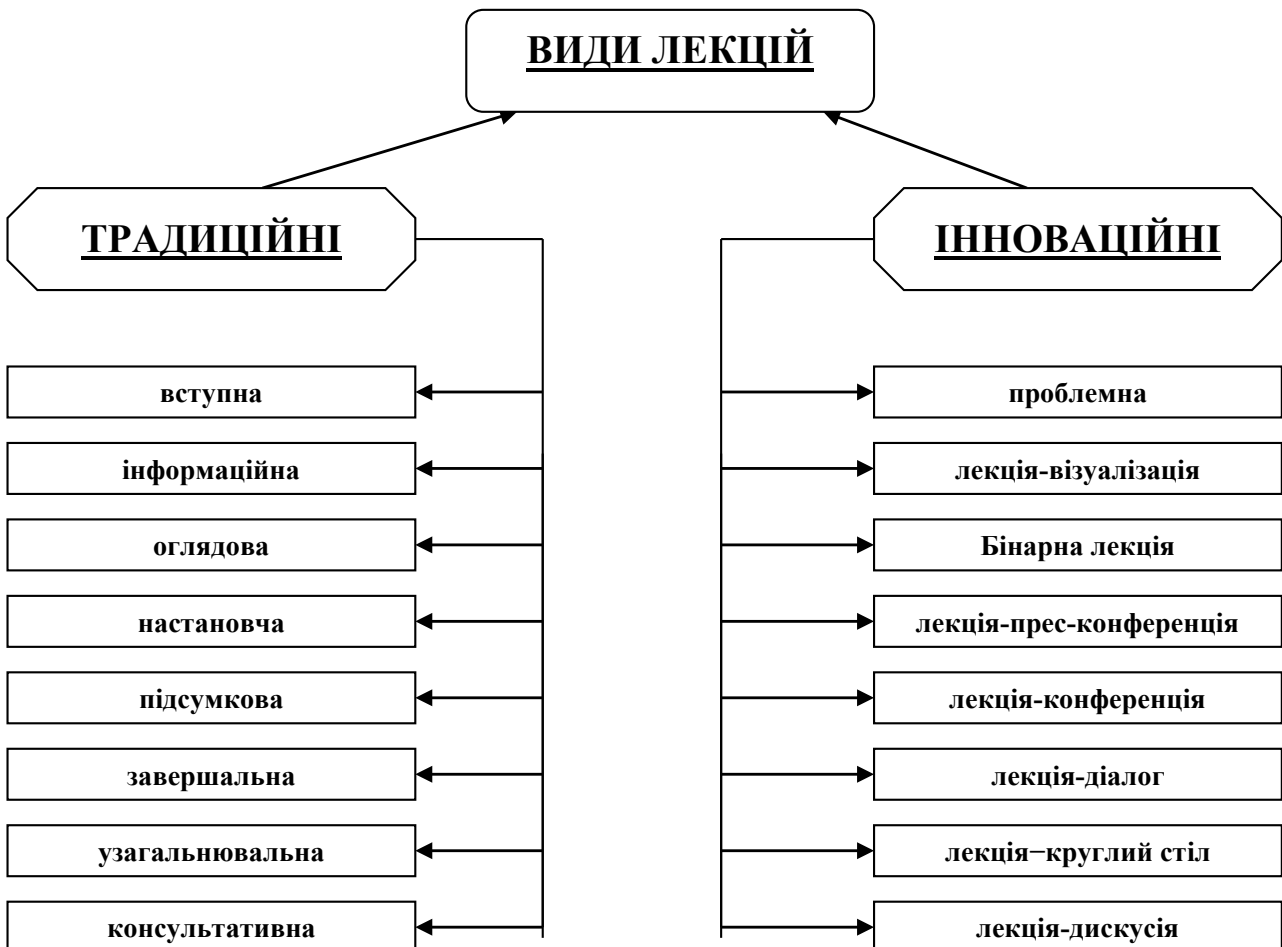 ВИДИ ЛЕКЦІЙ
ТРАДИЦІЙНІ
ІННОВАЦІЙНІ
вступна
інформаційна
оглядова
настановча
підсумкова
завершальна
узагальнювальна
консультативна
проблемна
лекція-візуалізація
Бінарна лекція
лекція-прес-конференція
лекція-конференція
лекція-діалог
лекція−круглий стіл
лекція-дискусія